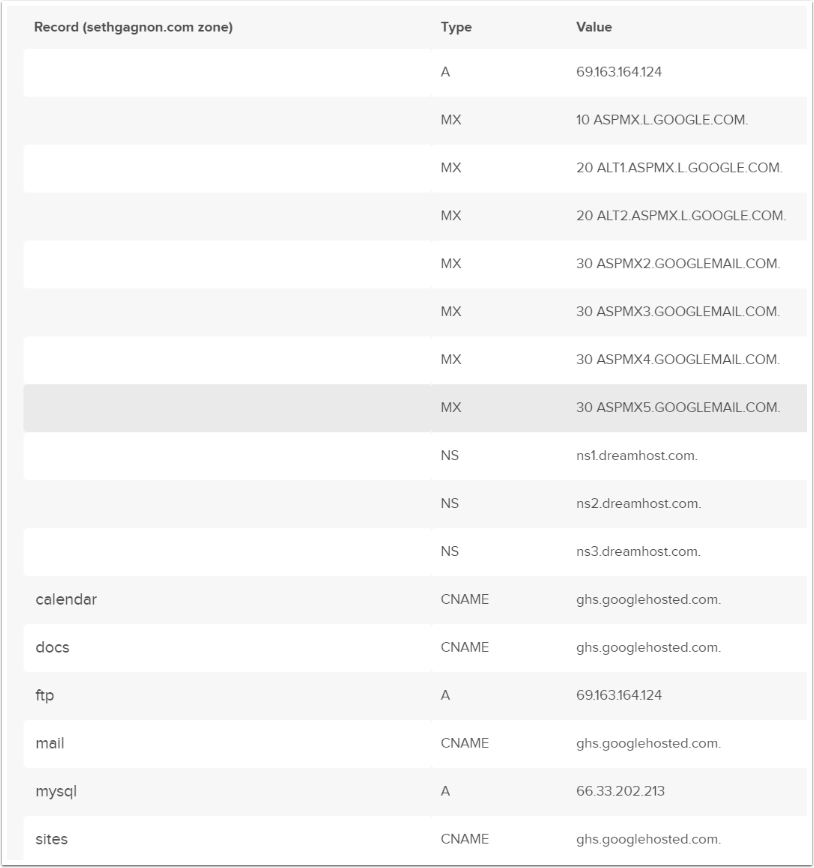 Record (sethgagnon.com zone) Type Value
A 69.163.164.124
MX 10 ASPMX.L.GOOGLE.COM.
MX 20 ALT1.ASPMX.L.GOOGLE.COM.
MX 20 ALT2.ASPMX.L.GOOGLE.COM.
MX 30 ASPMX2.GOOGLEMAIL.COM.
MX 30 ASPMX3.GOOGLEMAIL.COM.
MX 30 ASPMX4.GOOGLEMAIL.COM.
MX 30 ASPMX5.GOOGLEMAIL.COM.
NS ns1.dreamhost.com.
NS ns2.dreamhost.com.
NS ns3.dreamhost.com.
calendar CNAME ghs.googlehosted.com.
docs CNAME ghs.googlehosted.com.
ftp A 69.163.164.124
mail CNAME ghs.googlehosted.com.
mysql A 66.33.202.213
sites CNAME ghs.googlehosted.com.